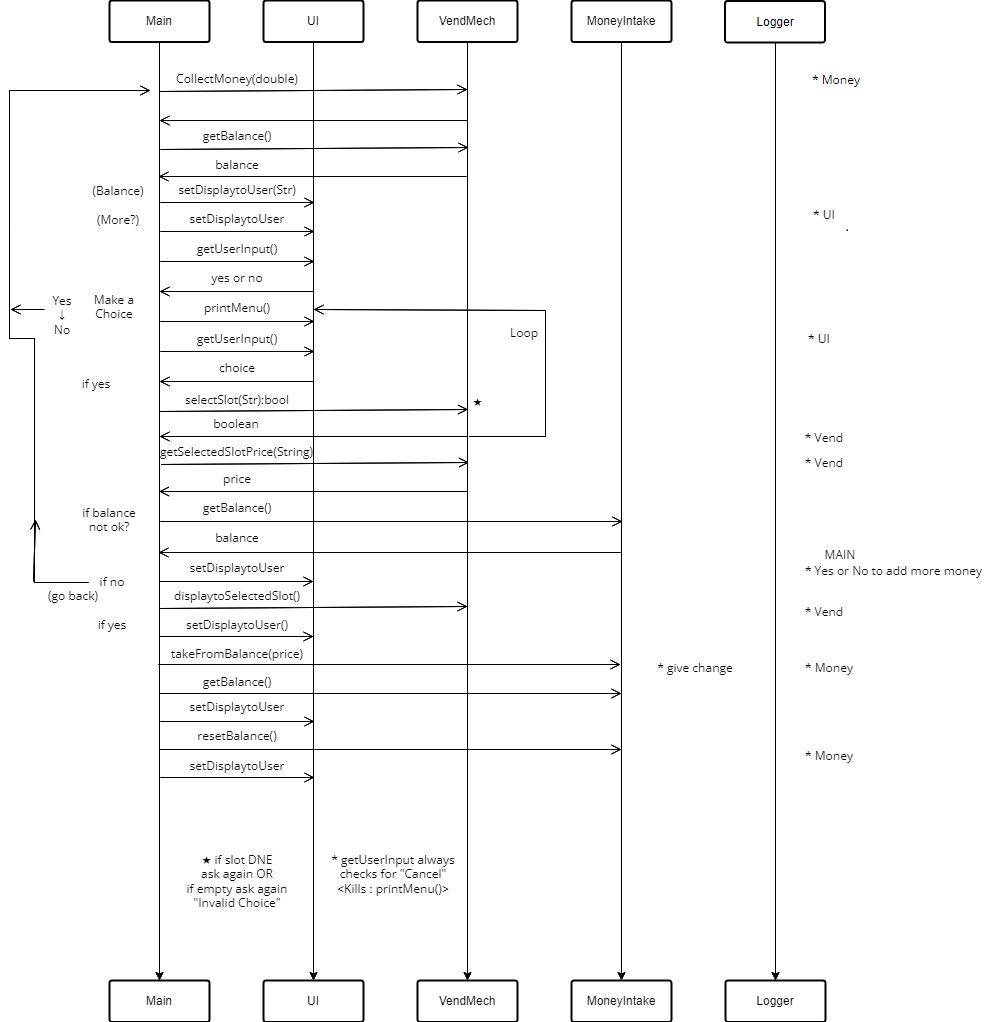 Main
UI
VendMech
MoneyIntake
Logger
CollectMoney(double)
* Money
getBalance()
balance
(Balance)
setDisplaytoUser(Str)
(More?)
setDisplaytoUser
* UI
.
getUserInput()
yes or no
Yes
↓
No
Make a
Choice
printMenu()
Loop
getUserInput()
* UI
choice
if yes
selectSlot(Str):bool
★
boolean
* Vend
getSelectedSlotPrice(String)
* Vend
price
if balance
not ok?
getBalance()
balance
MAIN
* Yes or No to add more money
setDisplaytoUser
if no
(go back)
displaytoSelectedSlot()
* Vend
if yes
setDisplaytoUser()
takeFromBalance(price)
* give change
* Money
getBalance()
setDisplaytoUser
resetBalance()
* Money
setDisplaytoUser
★ if slot DNE
ask again OR
if empty ask again
"Invalid Choice"
* getUserInput always
checks for "Cancel"
<Kills : printMenu()>
Main
UI
VendMech
MoneyIntake
Logger